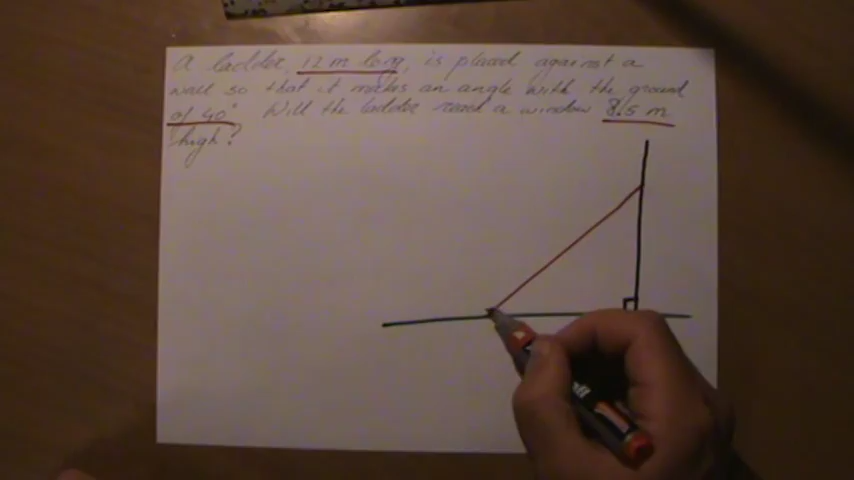 A ladder, 12 m long, is placed against a
wall so that it makes an angle with the ground
of 40° Will the ladder reach a window 8.5 m
high?